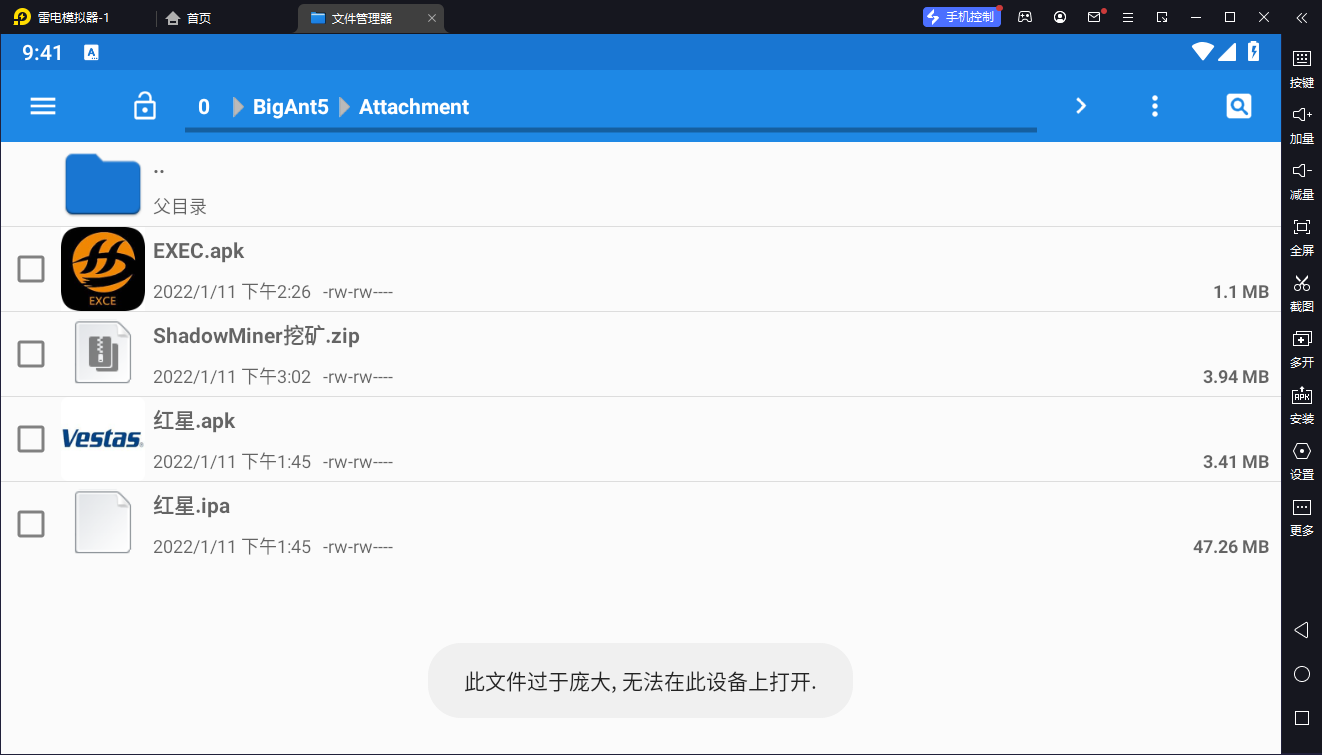 雷电模拟器-1
首页
文件管理器
手机控制
9:41
A
0 BigAnt5 Attachment
..
父目录
EXCE
EXEC.apk
2022/1/11 下午2:26 -rw-rw----
1.1 MB
ShadowMiner挖矿.zip
2022/1/11 下午3:02 -rw-rw----
3.94 MB
Vestas
红星.apk
2022/1/11 下午1:45 -rw-rw----
3.41 MB
红星.ipa
2022/1/11 下午1:45 -rw-rw----
47.26 MB
此文件过于庞大, 无法在此设备上打开.
按键
加量
减量
全屏
截图
多开
APK
安装
设置
更多